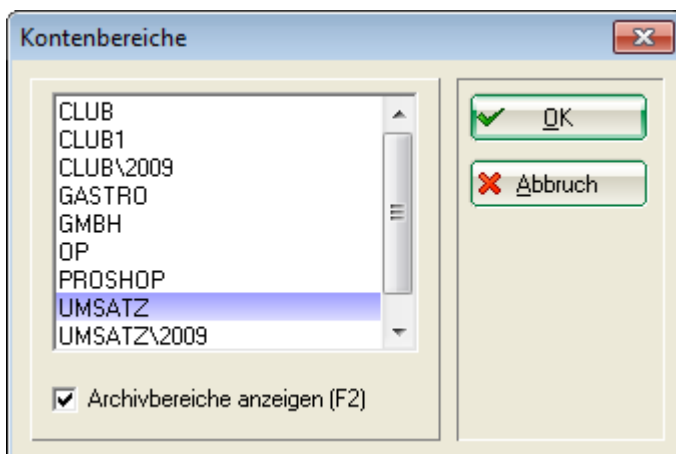 Kontenbereiche
CLUB
CLUB1
CLUB\2009
GASTRO
GMBH
OP
PROSHOP
UMSATZ
UMSATZ\2009
Archivbereiche anzeigen (F2)
OK
Abbruch